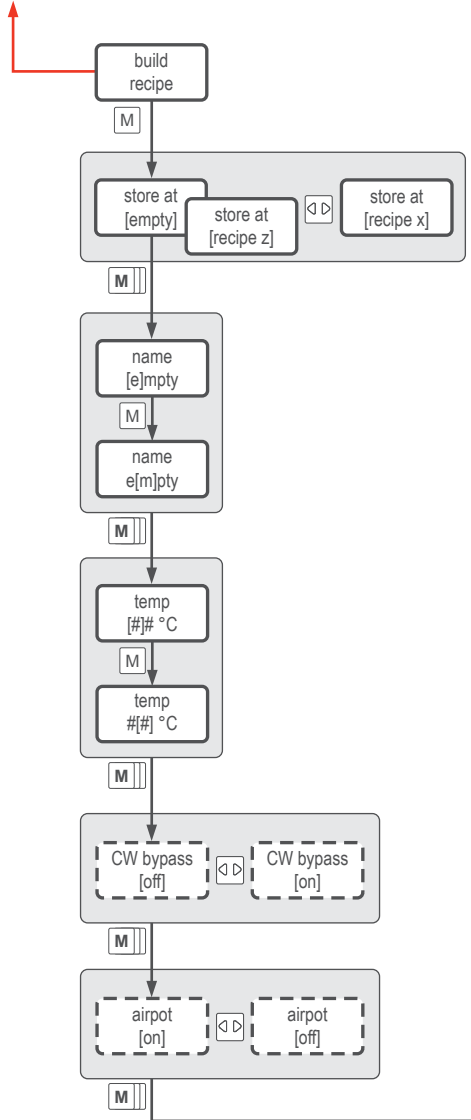 build
recipe
M
store at
[empty]
store at
[recipe z]
store at
[recipe x]
M
name
[e]mpty
M
name
e[m]pty
M
temp
[#]# °C
M
temp
#[#] °C
M
CW bypass
[off]
CW bypass
[on]
M
airpot
[on]
airpot
[off]
M